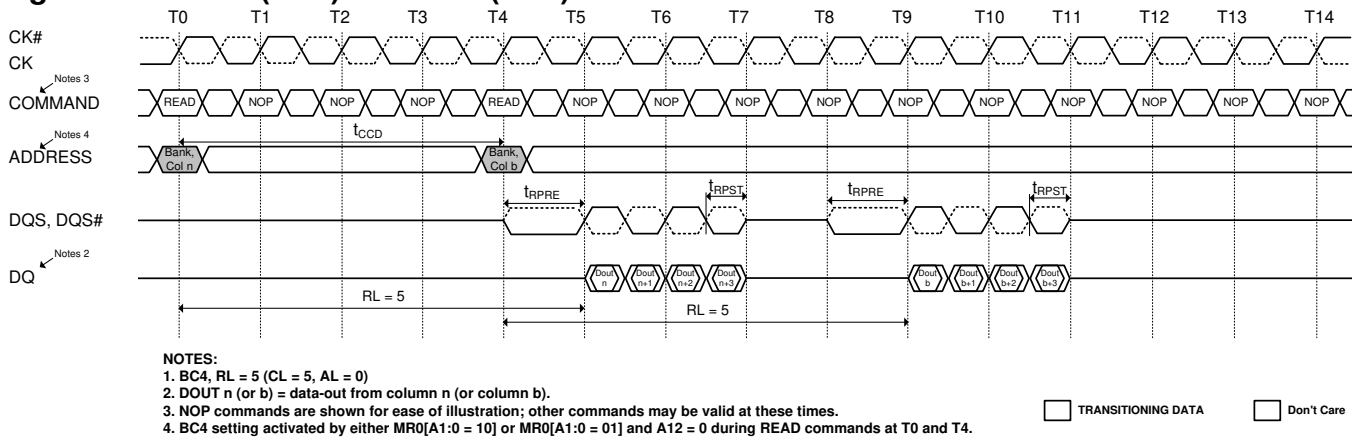 T0 T1 T2 T3 T4 T5 T6 T7 T8 T9 T10 T11 T12 T13 T14
CK#
CK
Notes 3
COMMAND READ NOP NOP NOP READ NOP NOP NOP NOP NOP NOP NOP NOP NOP NOP
tCCD
Notes 4
ADDRESS Bank, Col n Bank, Col b
tRPRE tRPST tRPRE tRPST
DQS, DQS#
Notes 2
DQ Dout n Dout n+1 Dout n+2 Dout n+3 Dout b Dout b+1 Dout b+2 Dout b+3
RL = 5
RL = 5
NOTES:
1. BC4, RL = 5 (CL = 5, AL = 0)
2. DOUT n (or b) = data-out from column n (or column b).
3. NOP commands are shown for ease of illustration; other commands may be valid at these times.
4. BC4 setting activated by either MR0[A1:0 = 10] or MR0[A1:0 = 01] and A12 = 0 during READ commands at T0 and T4.
TRANSITIONING DATA Don't Care